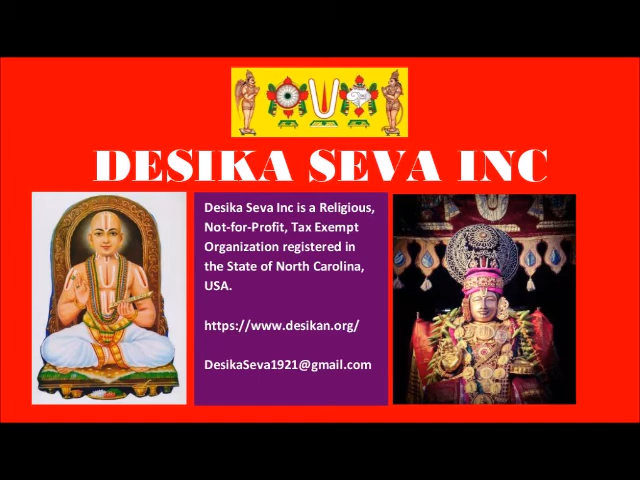 DESIKA SEVA INC
Desika Seva Inc is a Religious,
Not-for-Profit, Tax Exempt
Organization registered in
the State of North Carolina,
USA.
https://www.desikan.org/
DesikaSeva1921@gmail.com